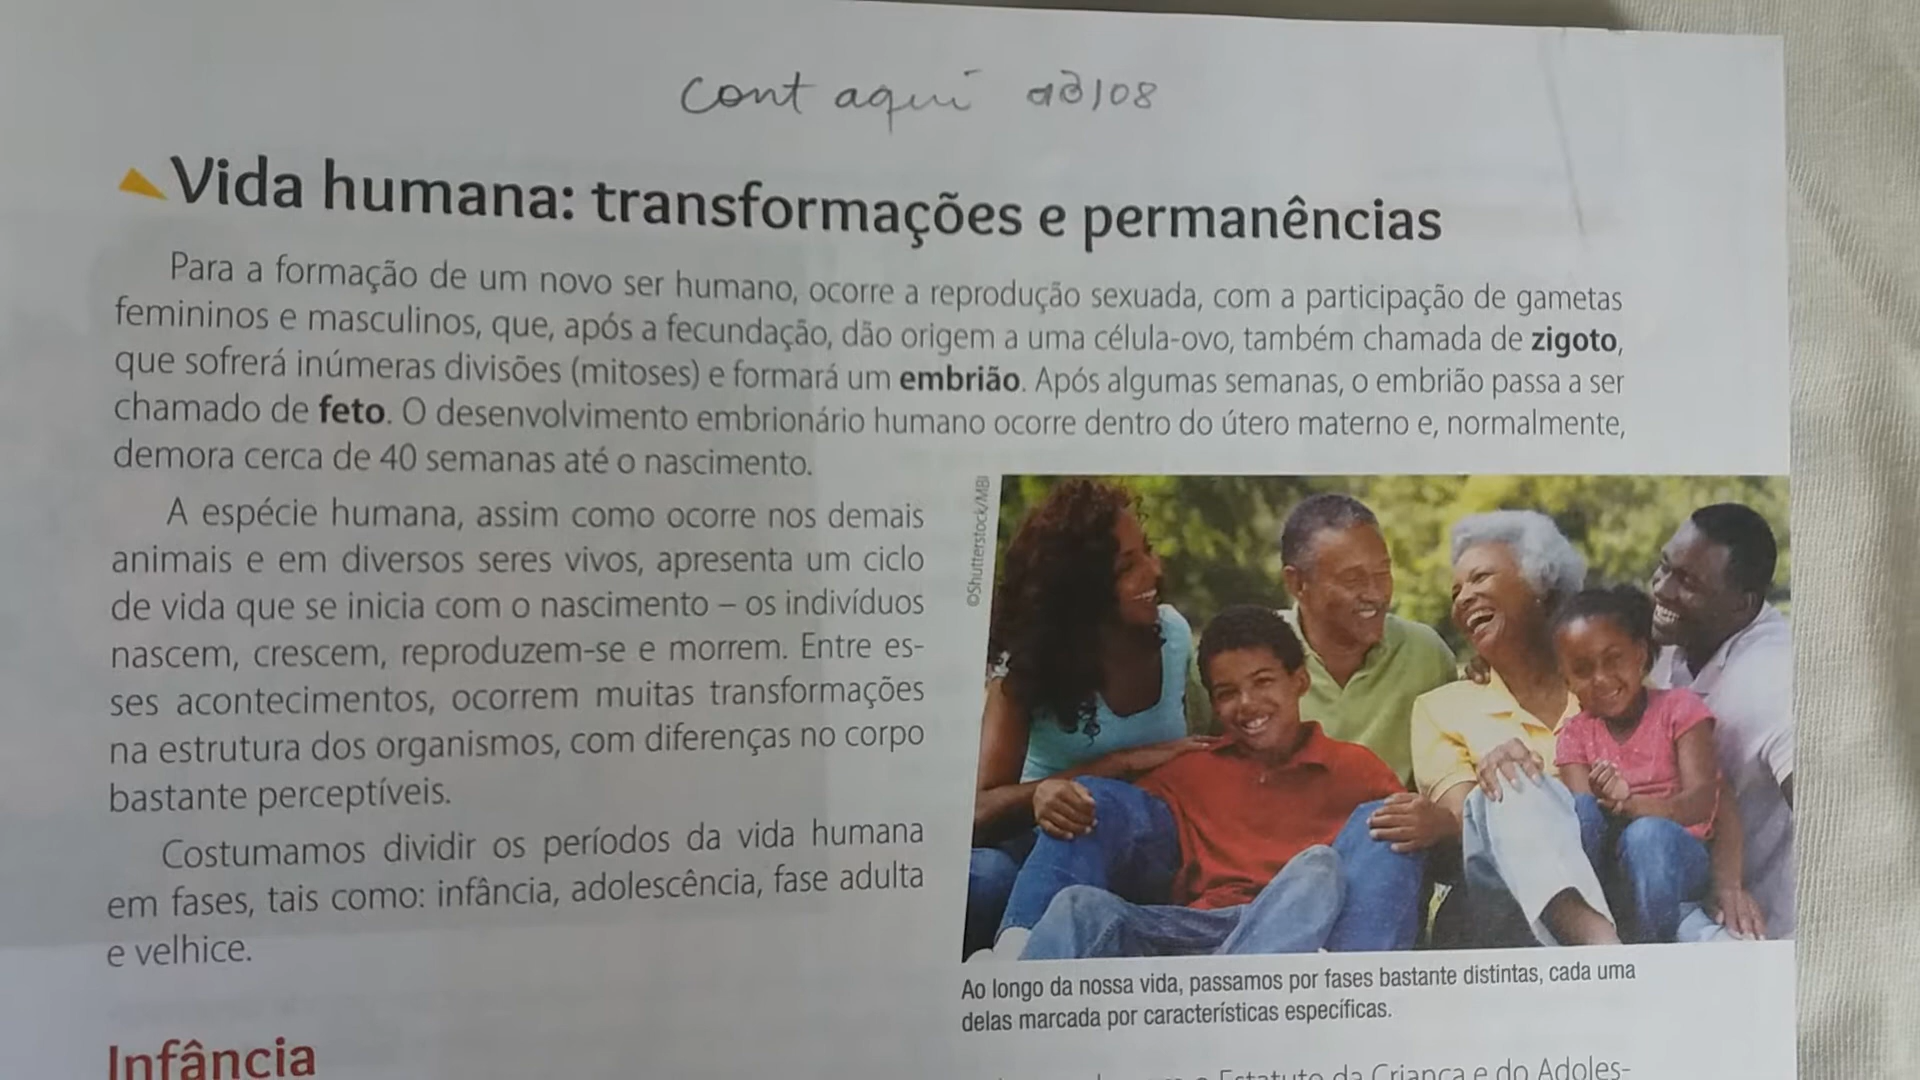 cont aqui
Vida humana: transformações e permanências
Para a formação de um novo ser humano, ocorre a reprodução sexuada, com a participação de gametas
femininos e masculinos, que, após a fecundação, dão origem a uma célula-ovo, também chamada de zigoto,
que sofrerá inúmeras divisões (mitoses) e formará um embrião. Após algumas semanas, o embrião passa a ser
chamado de feto. O desenvolvimento embrionário humano ocorre dentro do útero materno e, normalmente,
demora cerca de 40 semanas até o nascimento.
A espécie humana, assim como ocorre nos demais
animais e em diversos seres vivos, apresenta um ciclo
de vida que se inicia com o nascimento – os indivíduos
nascem, crescem, reproduzem-se e morrem. Entre es-
ses acontecimentos, ocorrem muitas transformações
na estrutura dos organismos, com diferenças no corpo
bastante perceptíveis.
Costumamos dividir os períodos da vida humana
em fases, tais como: infância, adolescência, fase adulta
e velhice.
©Shutterstock/MBI
Ao longo da nossa vida, passamos por fases bastante distintas, cada uma
delas marcada por características específicas.
Infância
Estatuto da Criança e do Adoles-